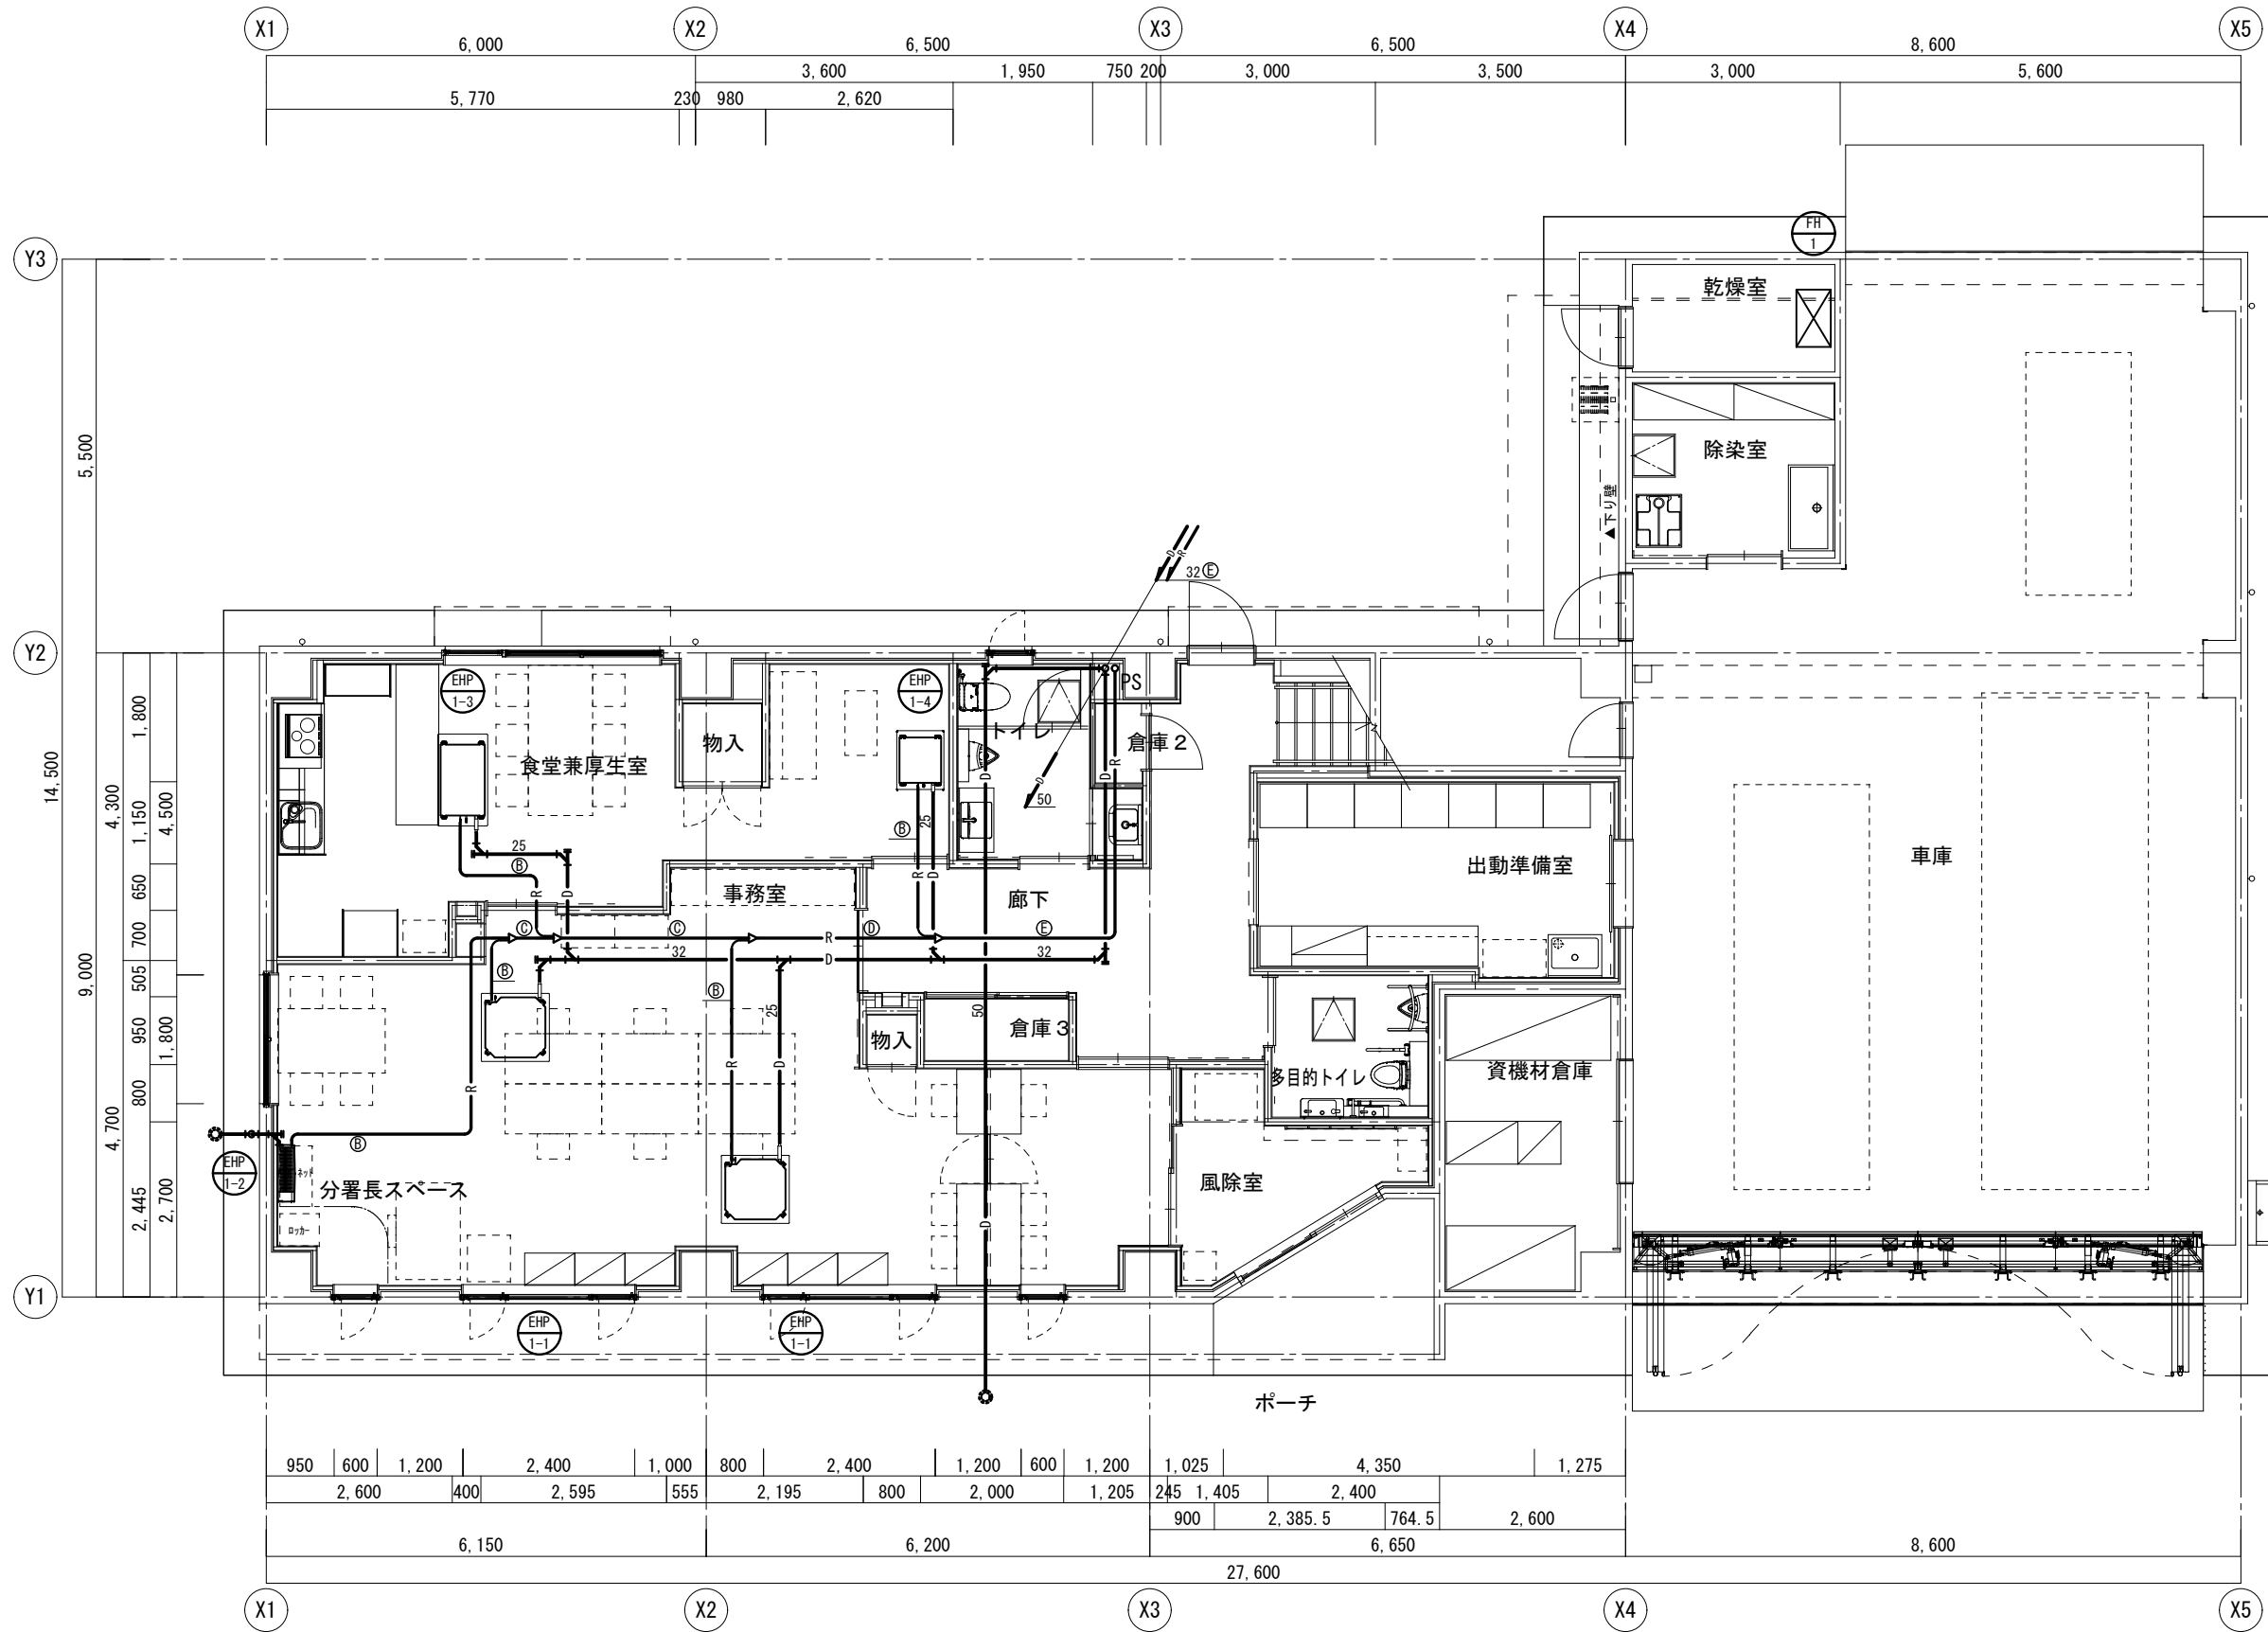 X1 X2 X3 X4 X5
6,000 6,500 6,500 8,600
3,600 1,950 750 200 3,000 3,500 3,000 5,600
5,770 230 980 2,620
FH
1
Y3
乾燥室
除染室
▲下り壁
5,500
14,500
D
R
32 Ⓔ
Y2
EHP
1-3
EHP
1-4
PS
トイレ
物入
倉庫2
食堂兼厚生室
1,800
4,300
1,150
4,500
D
D
R
50
25
Ⓑ
25
Ⓑ
車庫
出動準備室
650
R
D
R
D
事務室
廊下
700
Ⓒ
Ⓒ
Ⓓ
Ⓔ
R
32
D
32
9,000
505
Ⓑ
Ⓑ
25
50
950
1,800
物入
倉庫3
800
R
R
D
多目的トイレ
資機材倉庫
4,700
Ⓑ
EHP
1-2
ネット
分署長スペース
風除室
2,445
2,700
ロッカー
D
Y1
EHP
1-1
EHP
1-1
ポーチ
950 600 1,200 2,400 1,000 800 2,400 1,200 600 1,200 1,025 4,350 1,275
2,600 400 2,595 555 2,195 800 2,000 1,205 245 1,405 2,400
900 2,385.5 764.5 2,600
6,150 6,200 6,650 8,600
27,600
X1 X2 X3 X4 X5